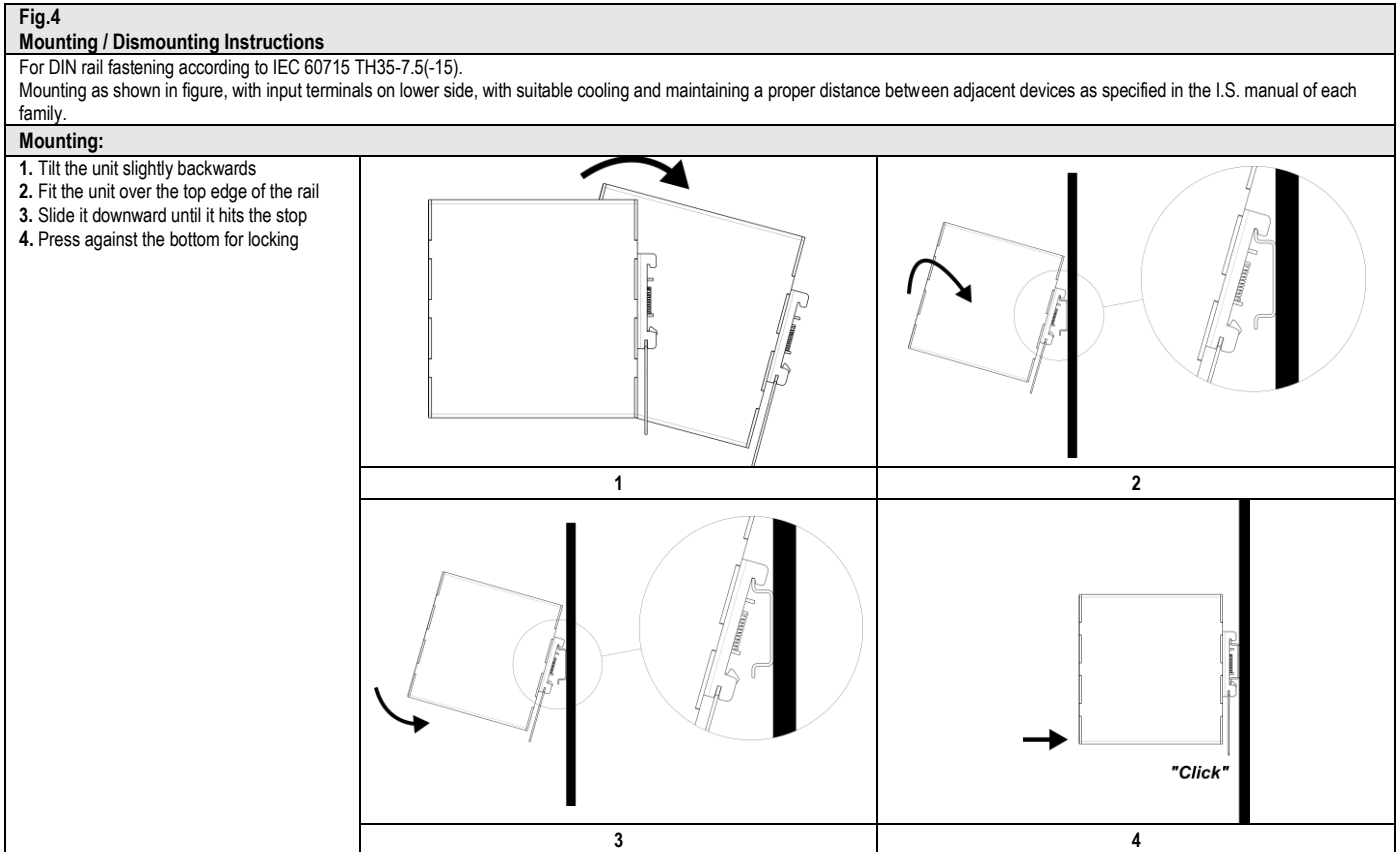 Fig.4
Mounting / Dismounting Instructions
For DIN rail fastening according to IEC 60715 TH35-7.5(-15).
Mounting as shown in figure, with input terminals on lower side, with suitable cooling and maintaining a proper distance between adjacent devices as specified in the I.S. manual of each
family.
Mounting:
1. Tilt the unit slightly backwards
2. Fit the unit over the top edge of the rail
3. Slide it downward until it hits the stop
4. Press against the bottom for locking
1
2
"Click"
3
4